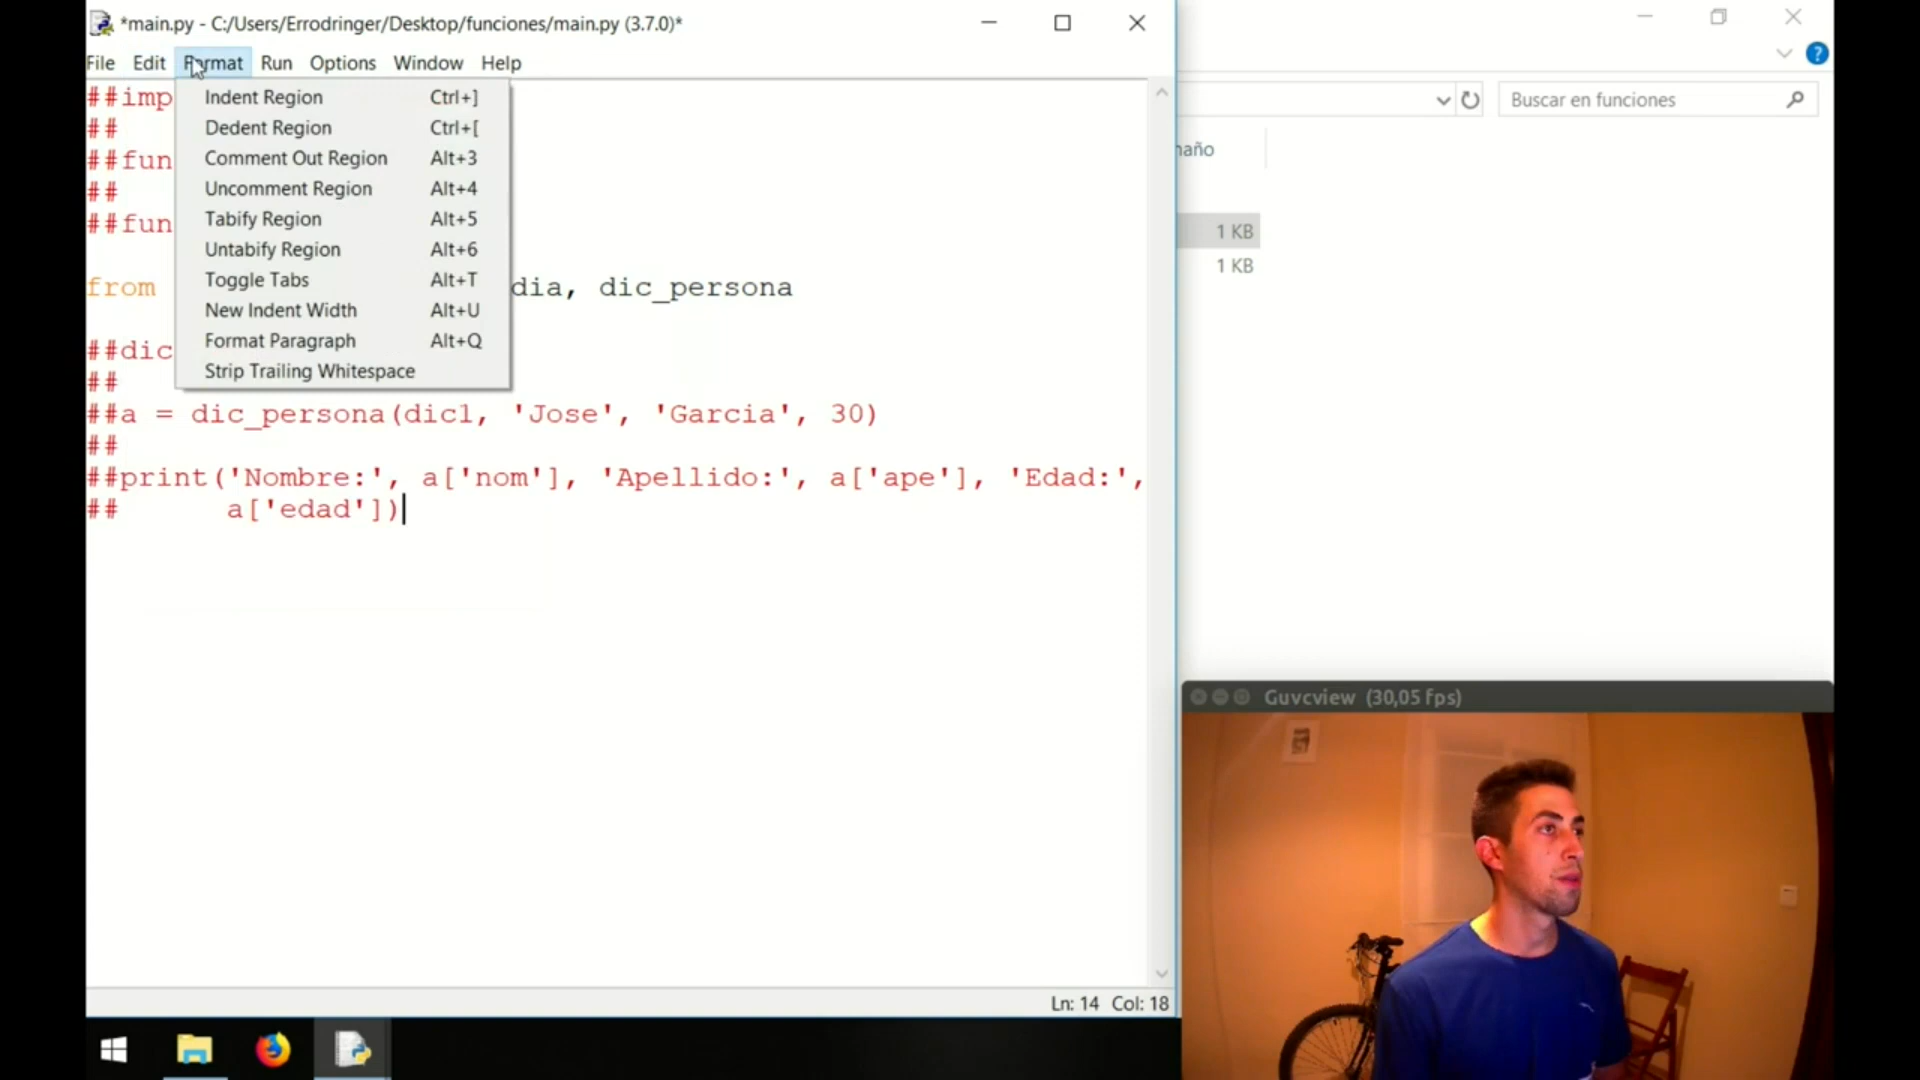 *main.py - C:/Users/Errodringer/Desktop/funciones/main.py (3.7.0)*
File Edit Format Run Options Window Help
Indent Region Ctrl+]
Dedent Region Ctrl+[
Comment Out Region Alt+3
Uncomment Region Alt+4
Tabify Region Alt+5
Untabify Region Alt+6
Toggle Tabs Alt+T
New Indent Width Alt+U
Format Paragraph Alt+Q
Strip Trailing Whitespace
##imp
##
##fun
##
##fun
from dia, dic_persona
##dic
##
##a = dic_persona(dic1, 'Jose', 'Garcia', 30)
##
##print('Nombre:', a['nom'], 'Apellido:', a['ape'], 'Edad:',
## a['edad'])
Ln: 14 Col: 18
?
Buscar en funciones
maño
1 KB
1 KB
Guvcview (30,05 fps)